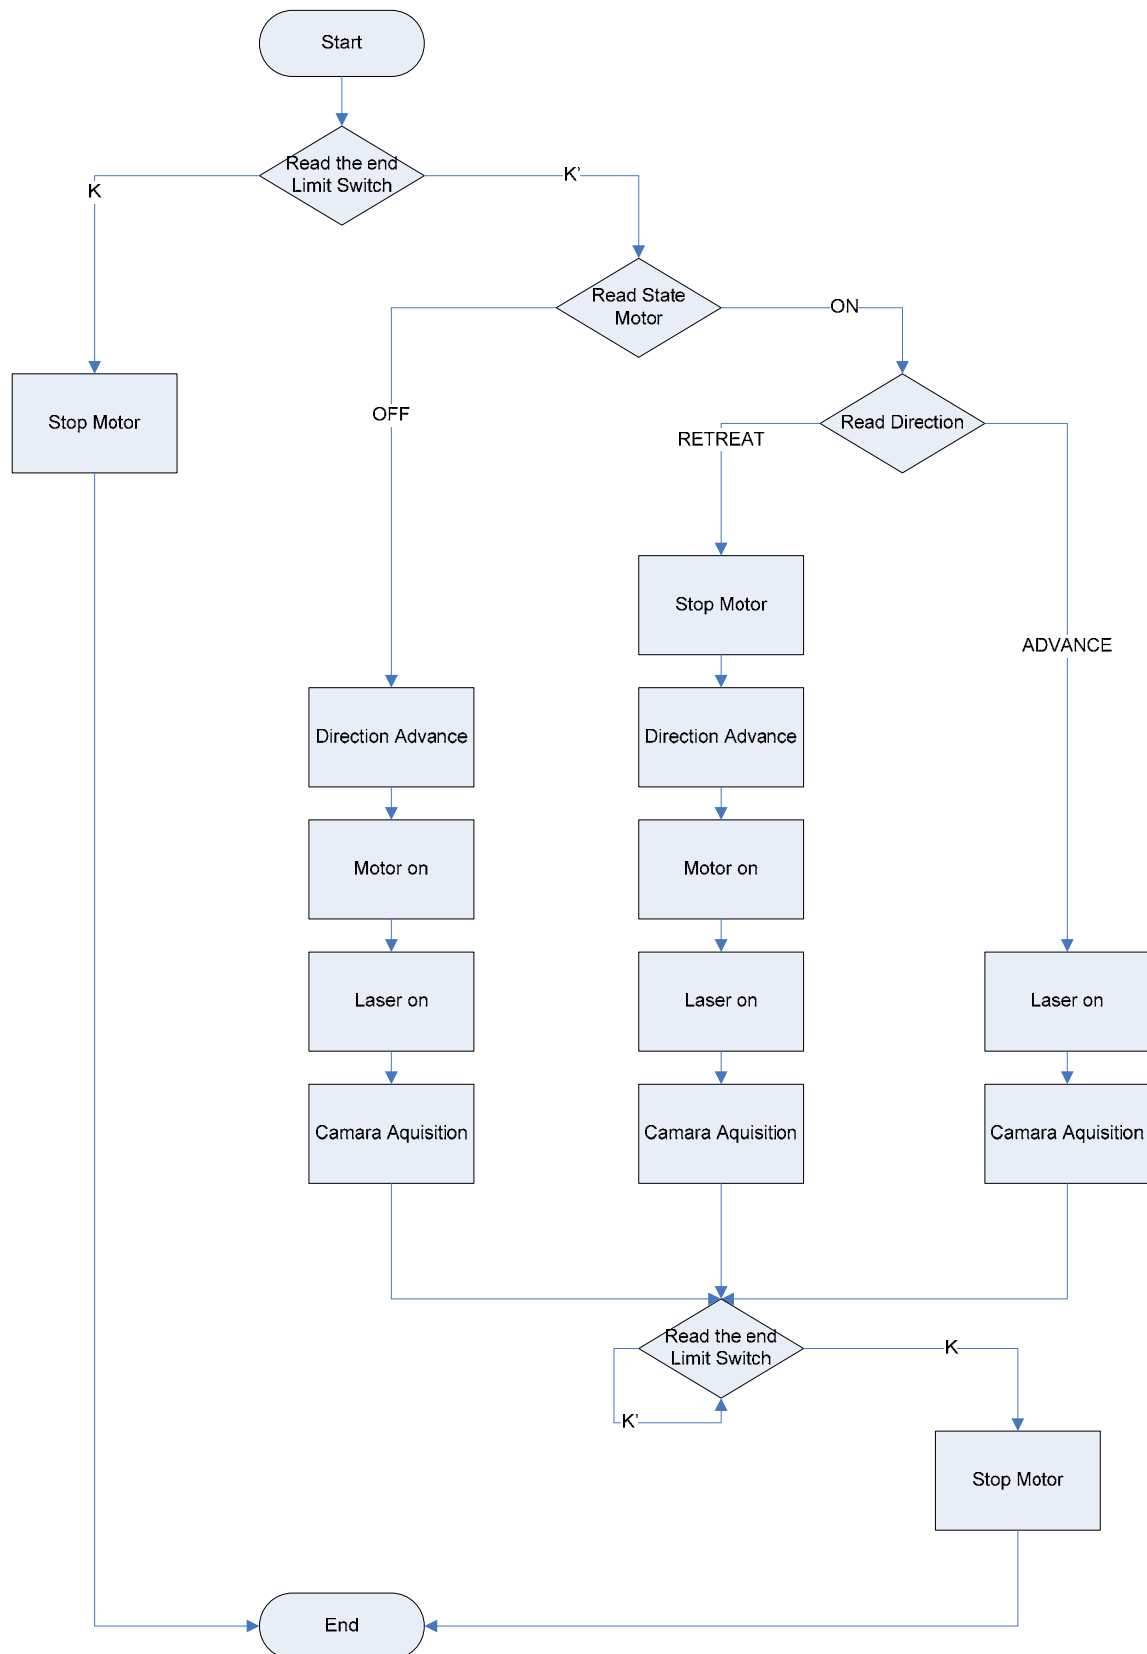 Start
Read the end
Limit Switch
K
K'
Read State
Motor
ON
OFF
Stop Motor
Read Direction
RETREAT
ADVANCE
Stop Motor
Direction Advance
Direction Advance
Motor on
Motor on
Laser on
Laser on
Laser on
Camara Aquisition
Camara Aquisition
Camara Aquisition
Read the end
Limit Switch
K
K'
Stop Motor
End